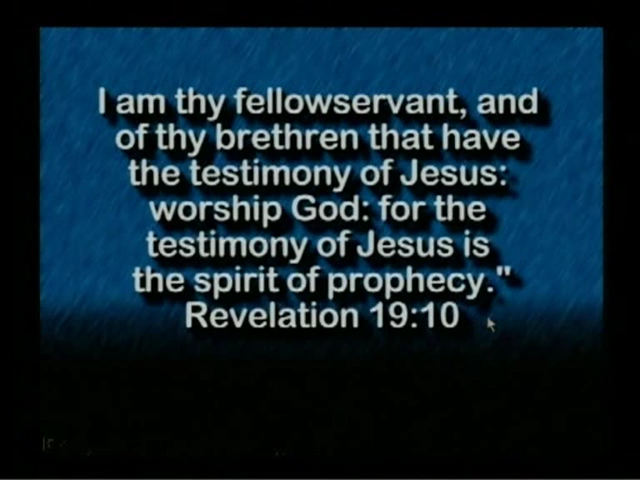 I am thy fellowservant, and
of thy brethren that have
the testimony of Jesus:
worship God: for the
testimony of Jesus is
the spirit of prophecy."
Revelation 19:10